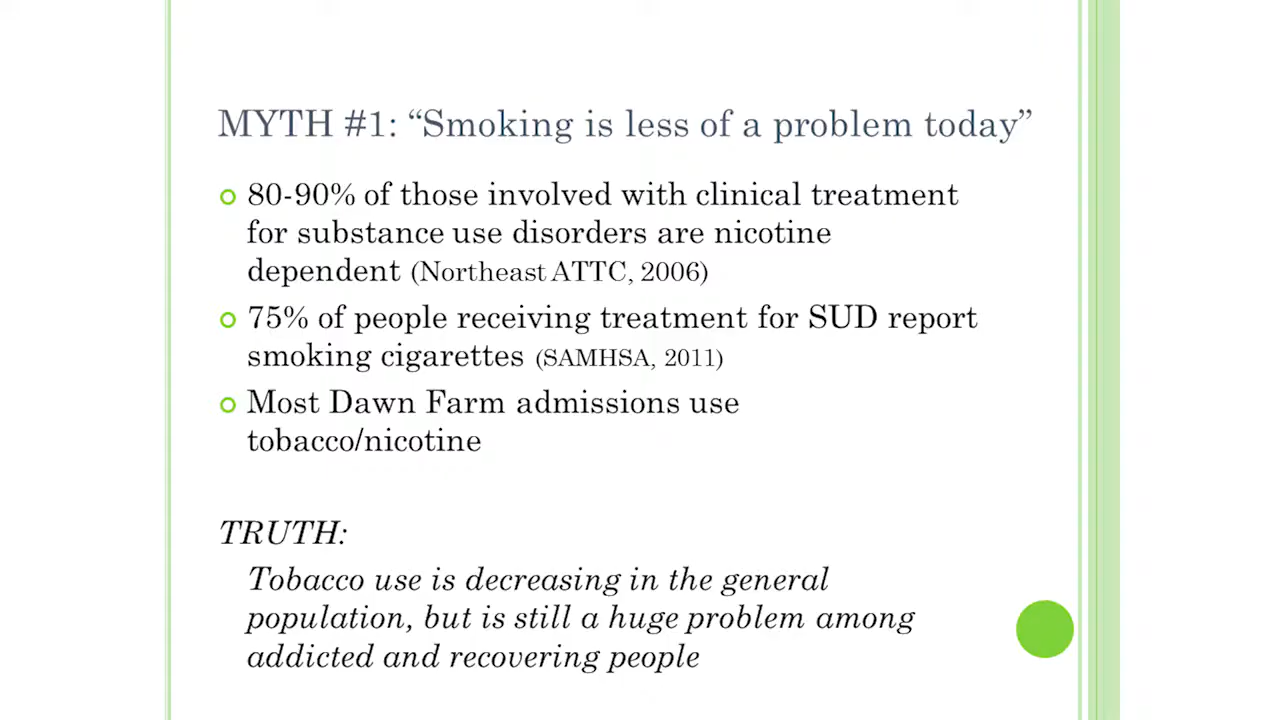 MYTH #1: “Smoking is less of a problem today”
80-90% of those involved with clinical treatment
for substance use disorders are nicotine
dependent (Northeast ATTC, 2006)
75% of people receiving treatment for SUD report
smoking cigarettes (SAMHSA, 2011)
Most Dawn Farm admissions use
tobacco/nicotine
TRUTH:
Tobacco use is decreasing in the general
population, but is still a huge problem among
addicted and recovering people